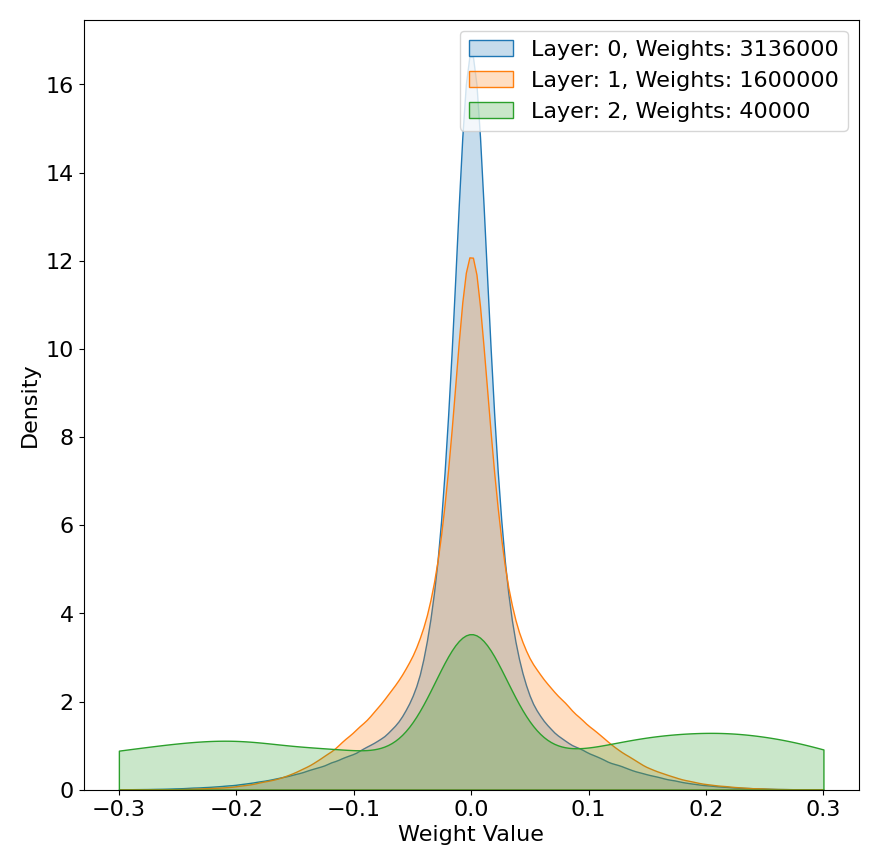 Layer: 0, Weights: 3136000
Layer: 1, Weights: 1600000
Layer: 2, Weights: 40000
16
14
12
10
8
6
4
2
0
Density
−0.3 −0.2 −0.1 0.0 0.1 0.2 0.3
Weight Value